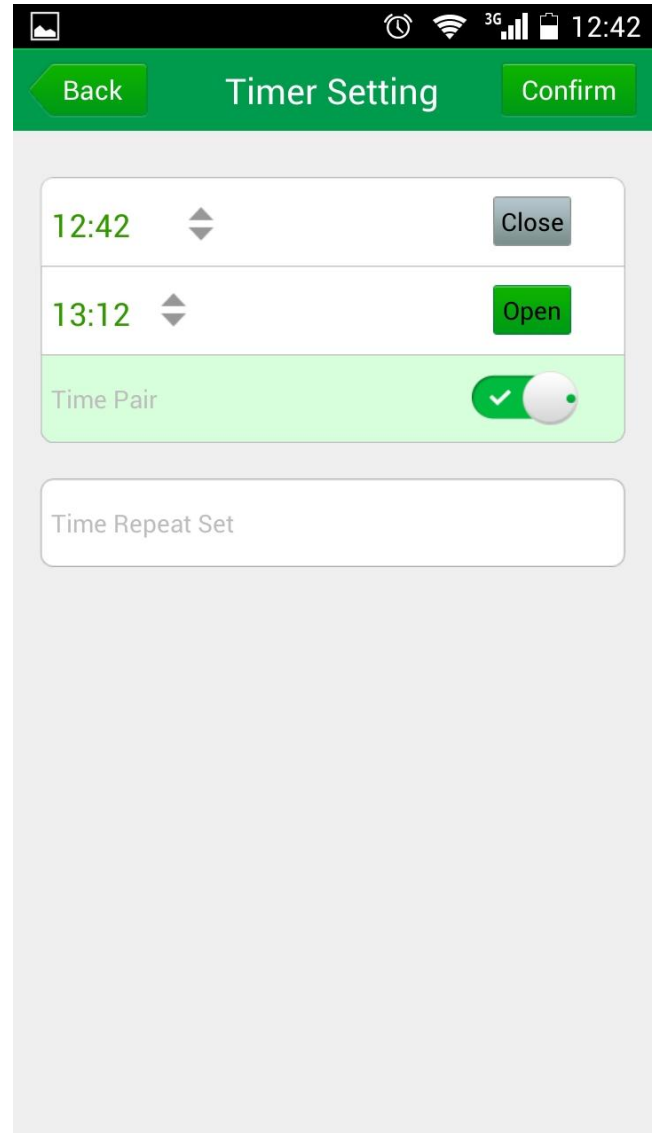 3G 12:42
Back Timer Setting Confirm
12:42 Close
13:12 Open
Time Pair
Time Repeat Set